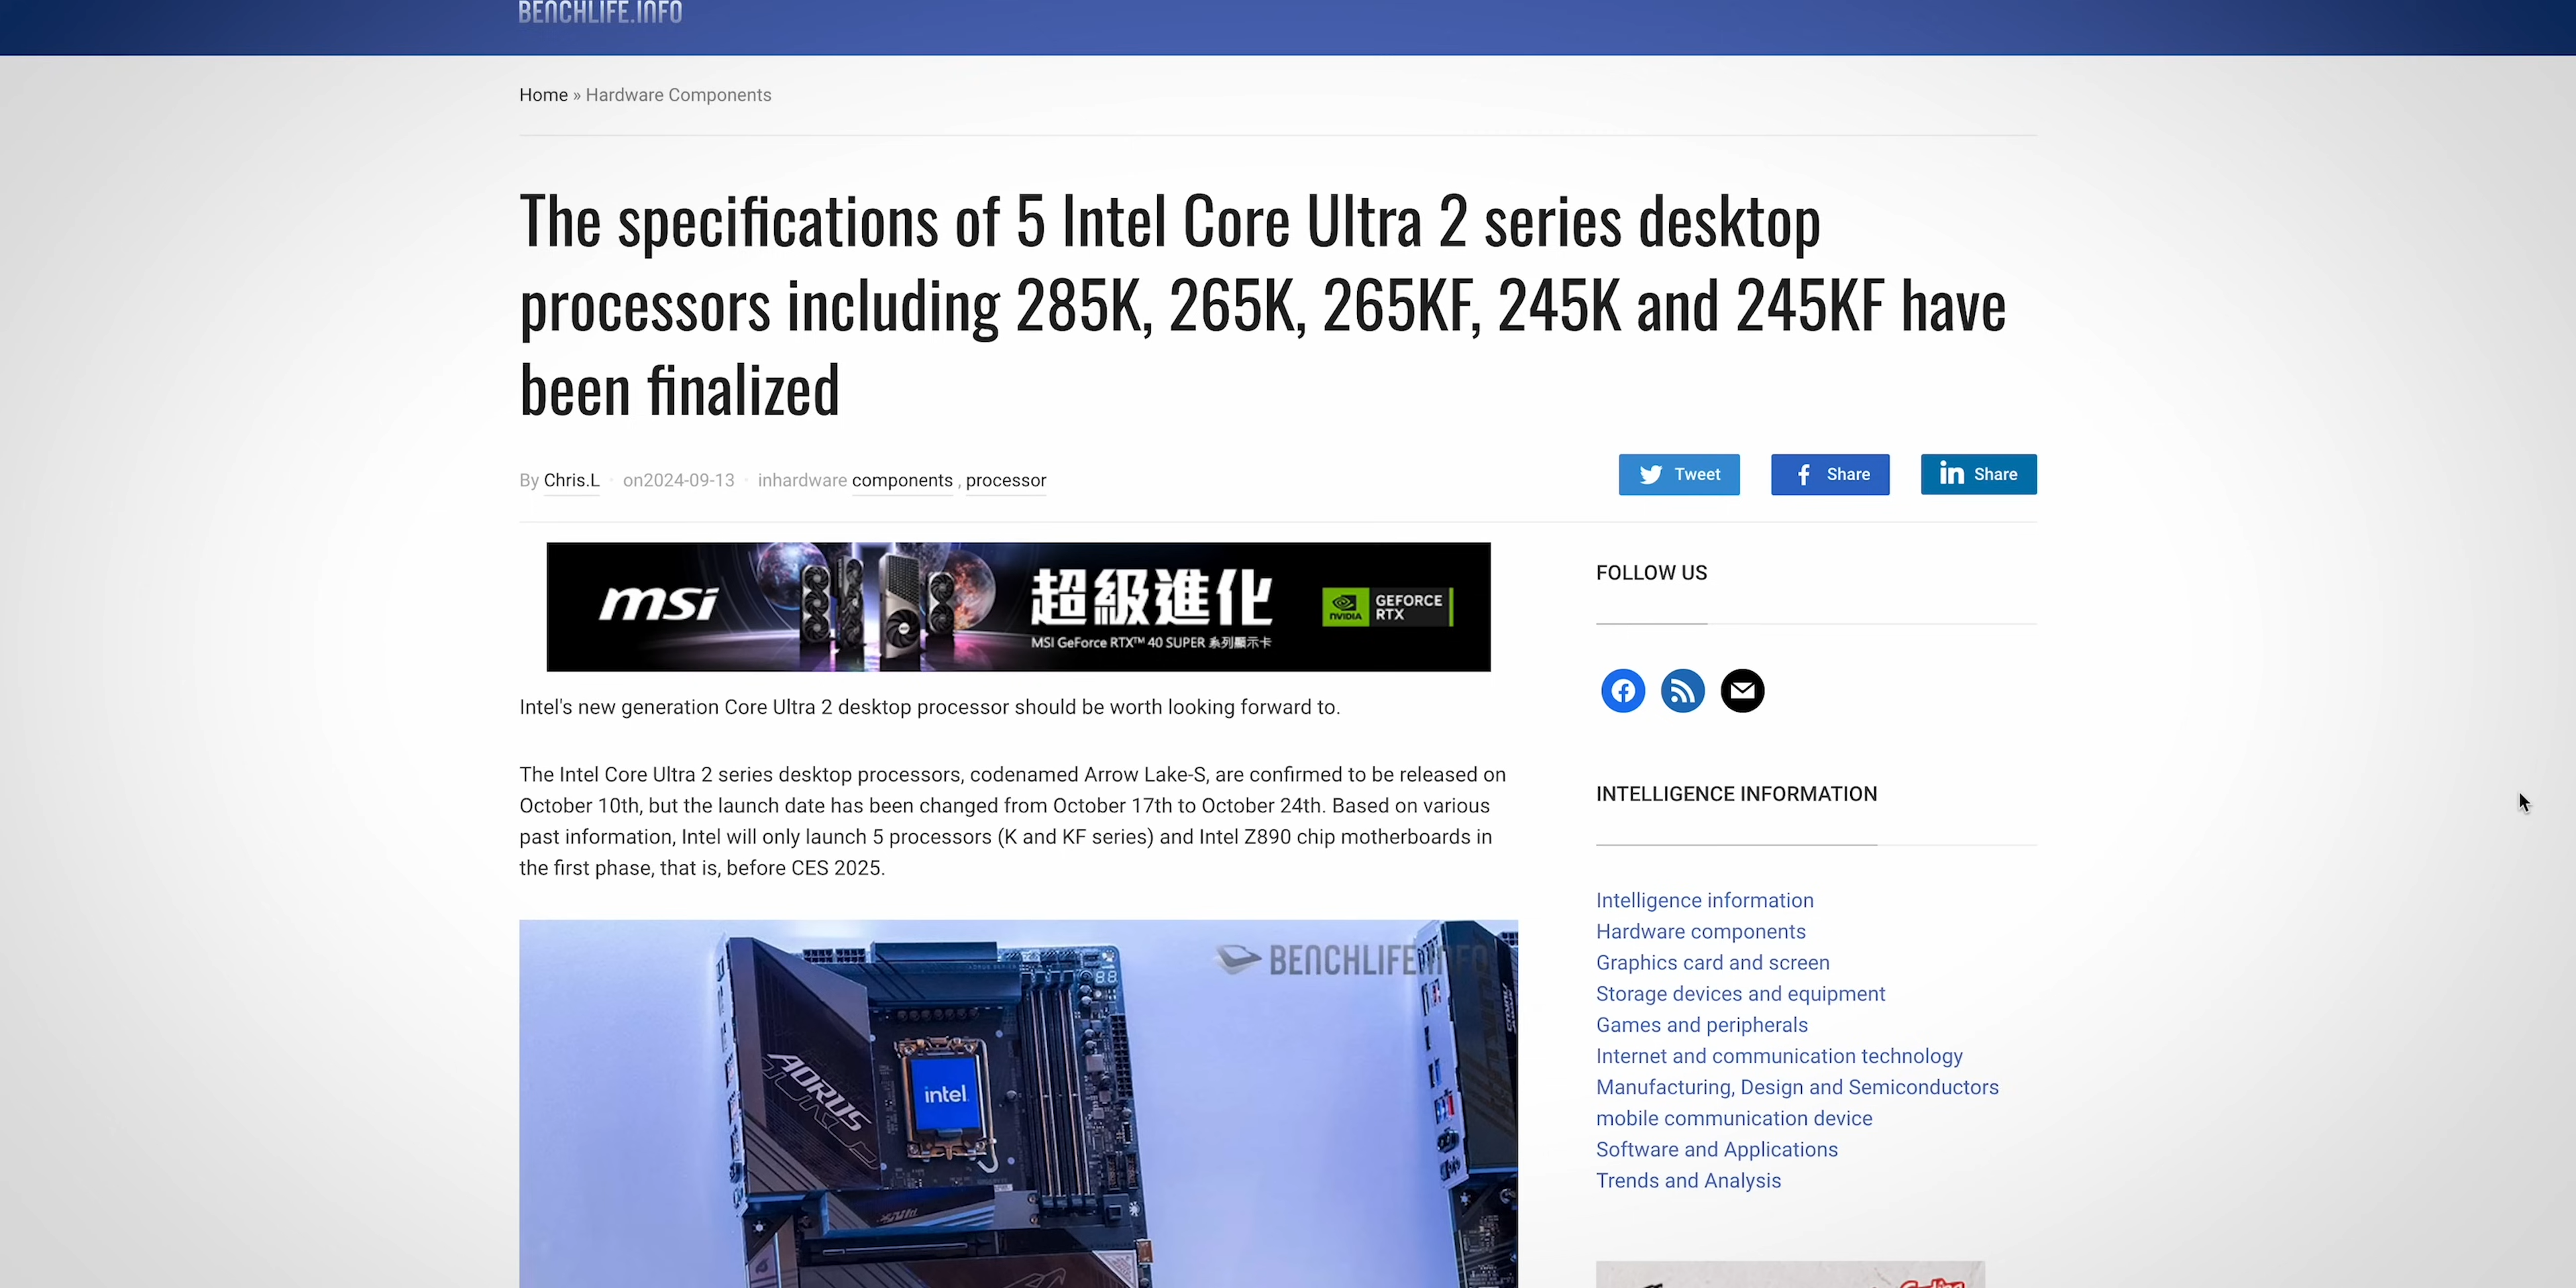 BENCHLIFE.INFO
Home » Hardware Components
The specifications of 5 Intel Core Ultra 2 series desktop
processors including 285K, 265K, 265KF, 245K and 245KF have
been finalized
By Chris.L · on2024-09-13 · inhardware components , processor
Tweet
Share
Share
msi
超級進化
MSI GeForce RTX™ 40 SUPER 系列顯示卡
NVIDIA
GEFORCE
RTX
Intel's new generation Core Ultra 2 desktop processor should be worth looking forward to.
The Intel Core Ultra 2 series desktop processors, codenamed Arrow Lake-S, are confirmed to be released on
October 10th, but the launch date has been changed from October 17th to October 24th. Based on various
past information, Intel will only launch 5 processors (K and KF series) and Intel Z890 chip motherboards in
the first phase, that is, before CES 2025.
BENCHLIFE.INFO
AORUS
88
intel
FOLLOW US
INTELLIGENCE INFORMATION
Intelligence information
Hardware components
Graphics card and screen
Storage devices and equipment
Games and peripherals
Internet and communication technology
Manufacturing, Design and Semiconductors
mobile communication device
Software and Applications
Trends and Analysis